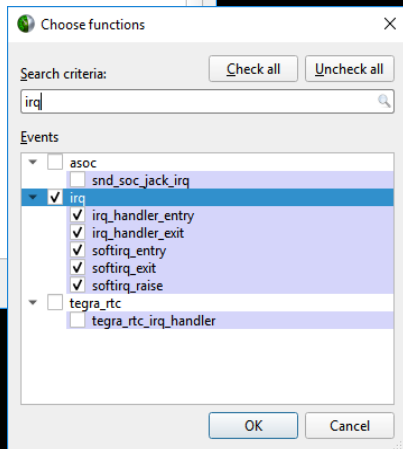 Choose functions
Search criteria:
Check all
Uncheck all
irq
Events
asoc
snd_soc_jack_irq
irq
irq_handler_entry
irq_handler_exit
softirq_entry
softirq_exit
softirq_raise
tegra_rtc
tegra_rtc_irq_handler
OK
Cancel